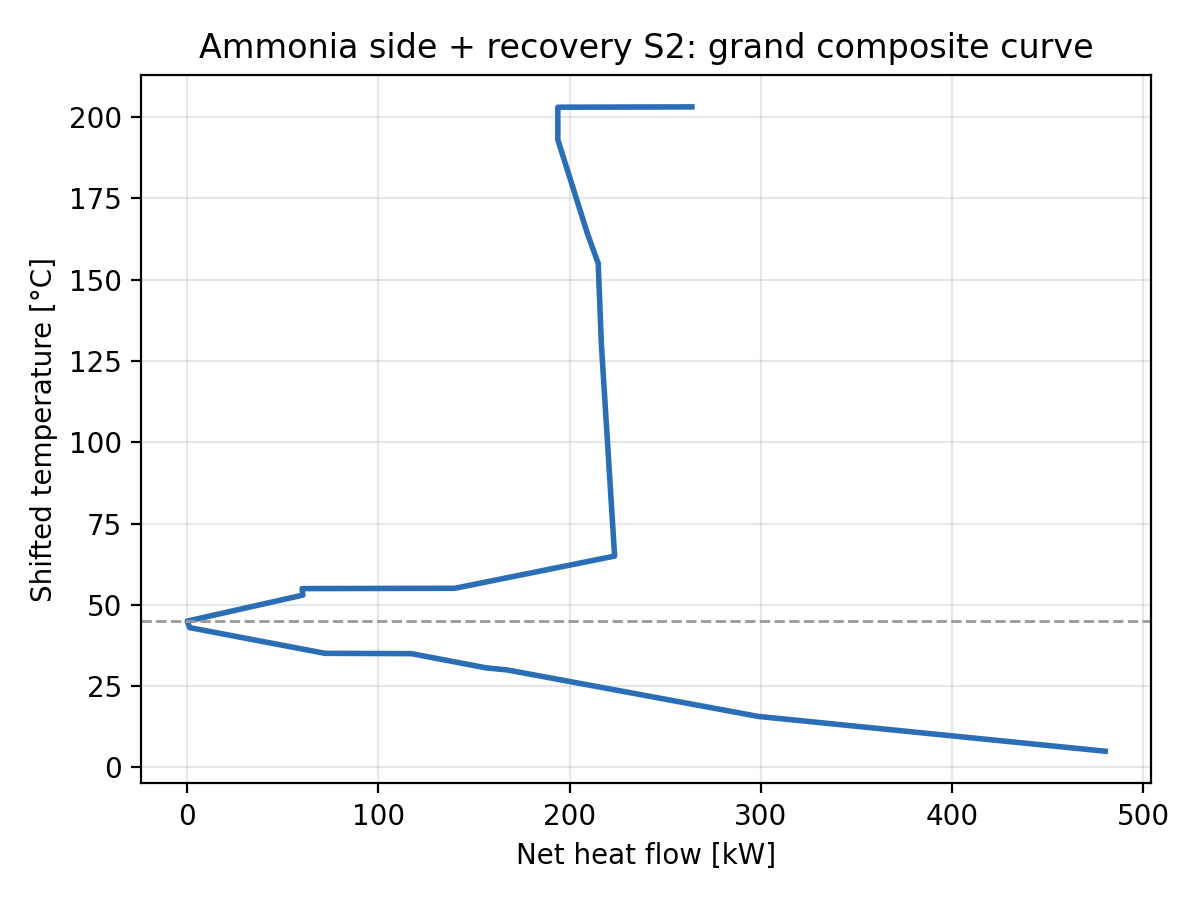 Ammonia side + recovery S2: grand composite curve
Shifted temperature [°C]
200
175
150
125
100
75
50
25
0
0 100 200 300 400 500
Net heat flow [kW]